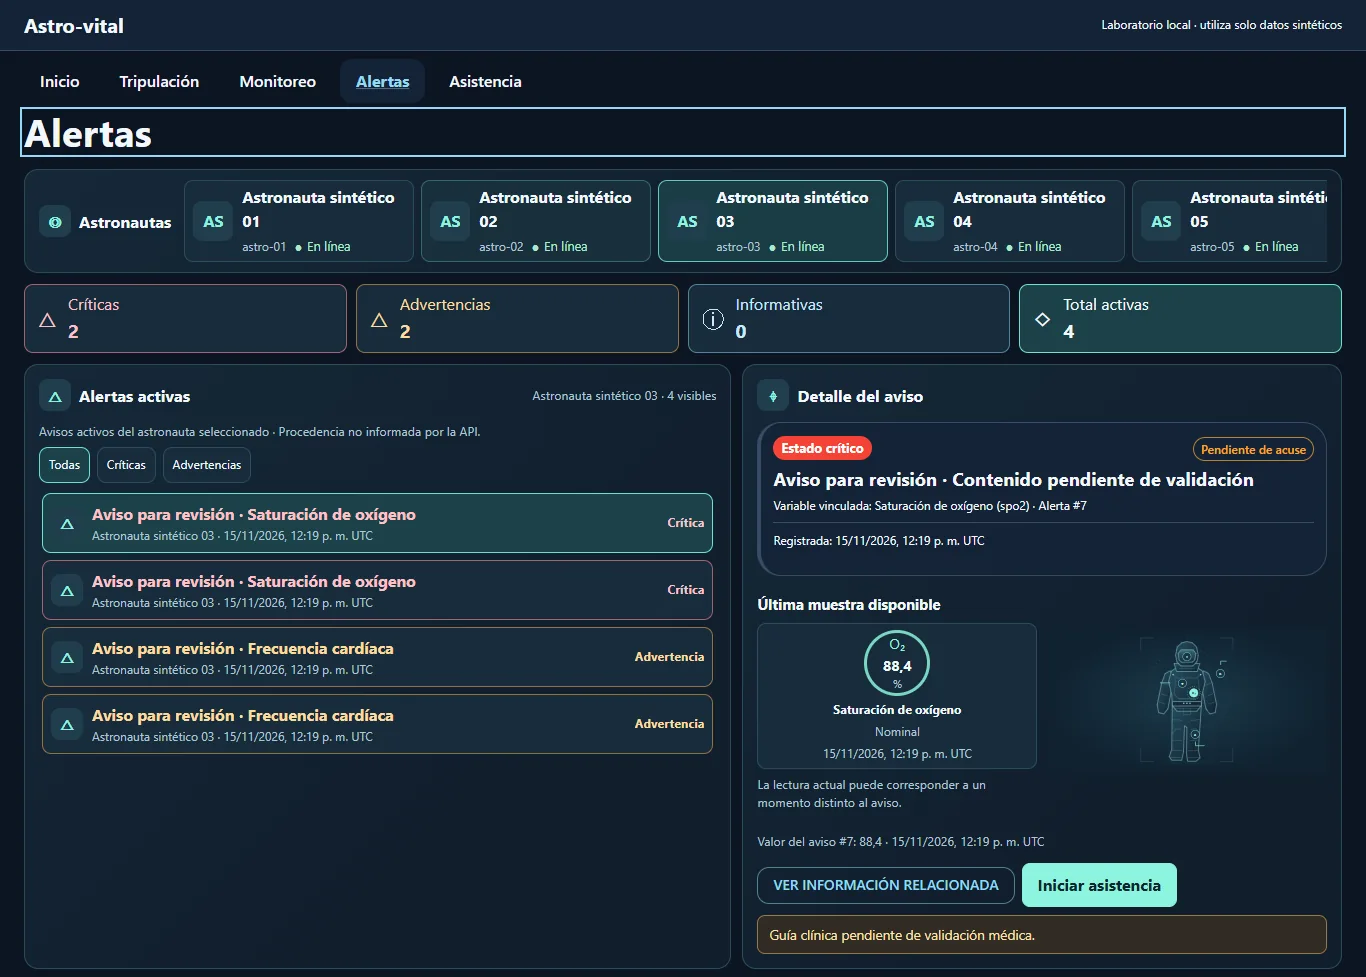 Astro-vital
Laboratorio local · utiliza solo datos sintéticos
Inicio
Tripulación
Monitoreo
Alertas
Asistencia
Alertas
Astronautas
AS
Astronauta sintético
01
astro-01 ● En línea
AS
Astronauta sintético
02
astro-02 ● En línea
AS
Astronauta sintético
03
astro-03 ● En línea
AS
Astronauta sintético
04
astro-04 ● En línea
AS
Astronauta sintéti
05
astro-05 ● En línea
Críticas
2
Advertencias
2
Informativas
0
Total activas
4
Alertas activas
Astronauta sintético 03 · 4 visibles
Avisos activos del astronauta seleccionado · Procedencia no informada por la API.
Todas
Críticas
Advertencias
Aviso para revisión · Saturación de oxígeno
Astronauta sintético 03 · 15/11/2026, 12:19 p. m. UTC
Crítica
Aviso para revisión · Saturación de oxígeno
Astronauta sintético 03 · 15/11/2026, 12:19 p. m. UTC
Crítica
Aviso para revisión · Frecuencia cardíaca
Astronauta sintético 03 · 15/11/2026, 12:19 p. m. UTC
Advertencia
Aviso para revisión · Frecuencia cardíaca
Astronauta sintético 03 · 15/11/2026, 12:19 p. m. UTC
Advertencia
Detalle del aviso
Estado crítico
Pendiente de acuse
Aviso para revisión · Contenido pendiente de validación
Variable vinculada: Saturación de oxígeno (spo2) · Alerta #7
Registrada: 15/11/2026, 12:19 p. m. UTC
Última muestra disponible
O₂
88,4
%
Saturación de oxígeno
Nominal
15/11/2026, 12:19 p. m. UTC
La lectura actual puede corresponder a un
momento distinto al aviso.
Valor del aviso #7: 88,4 · 15/11/2026, 12:19 p. m. UTC
VER INFORMACIÓN RELACIONADA
Iniciar asistencia
Guía clínica pendiente de validación médica.